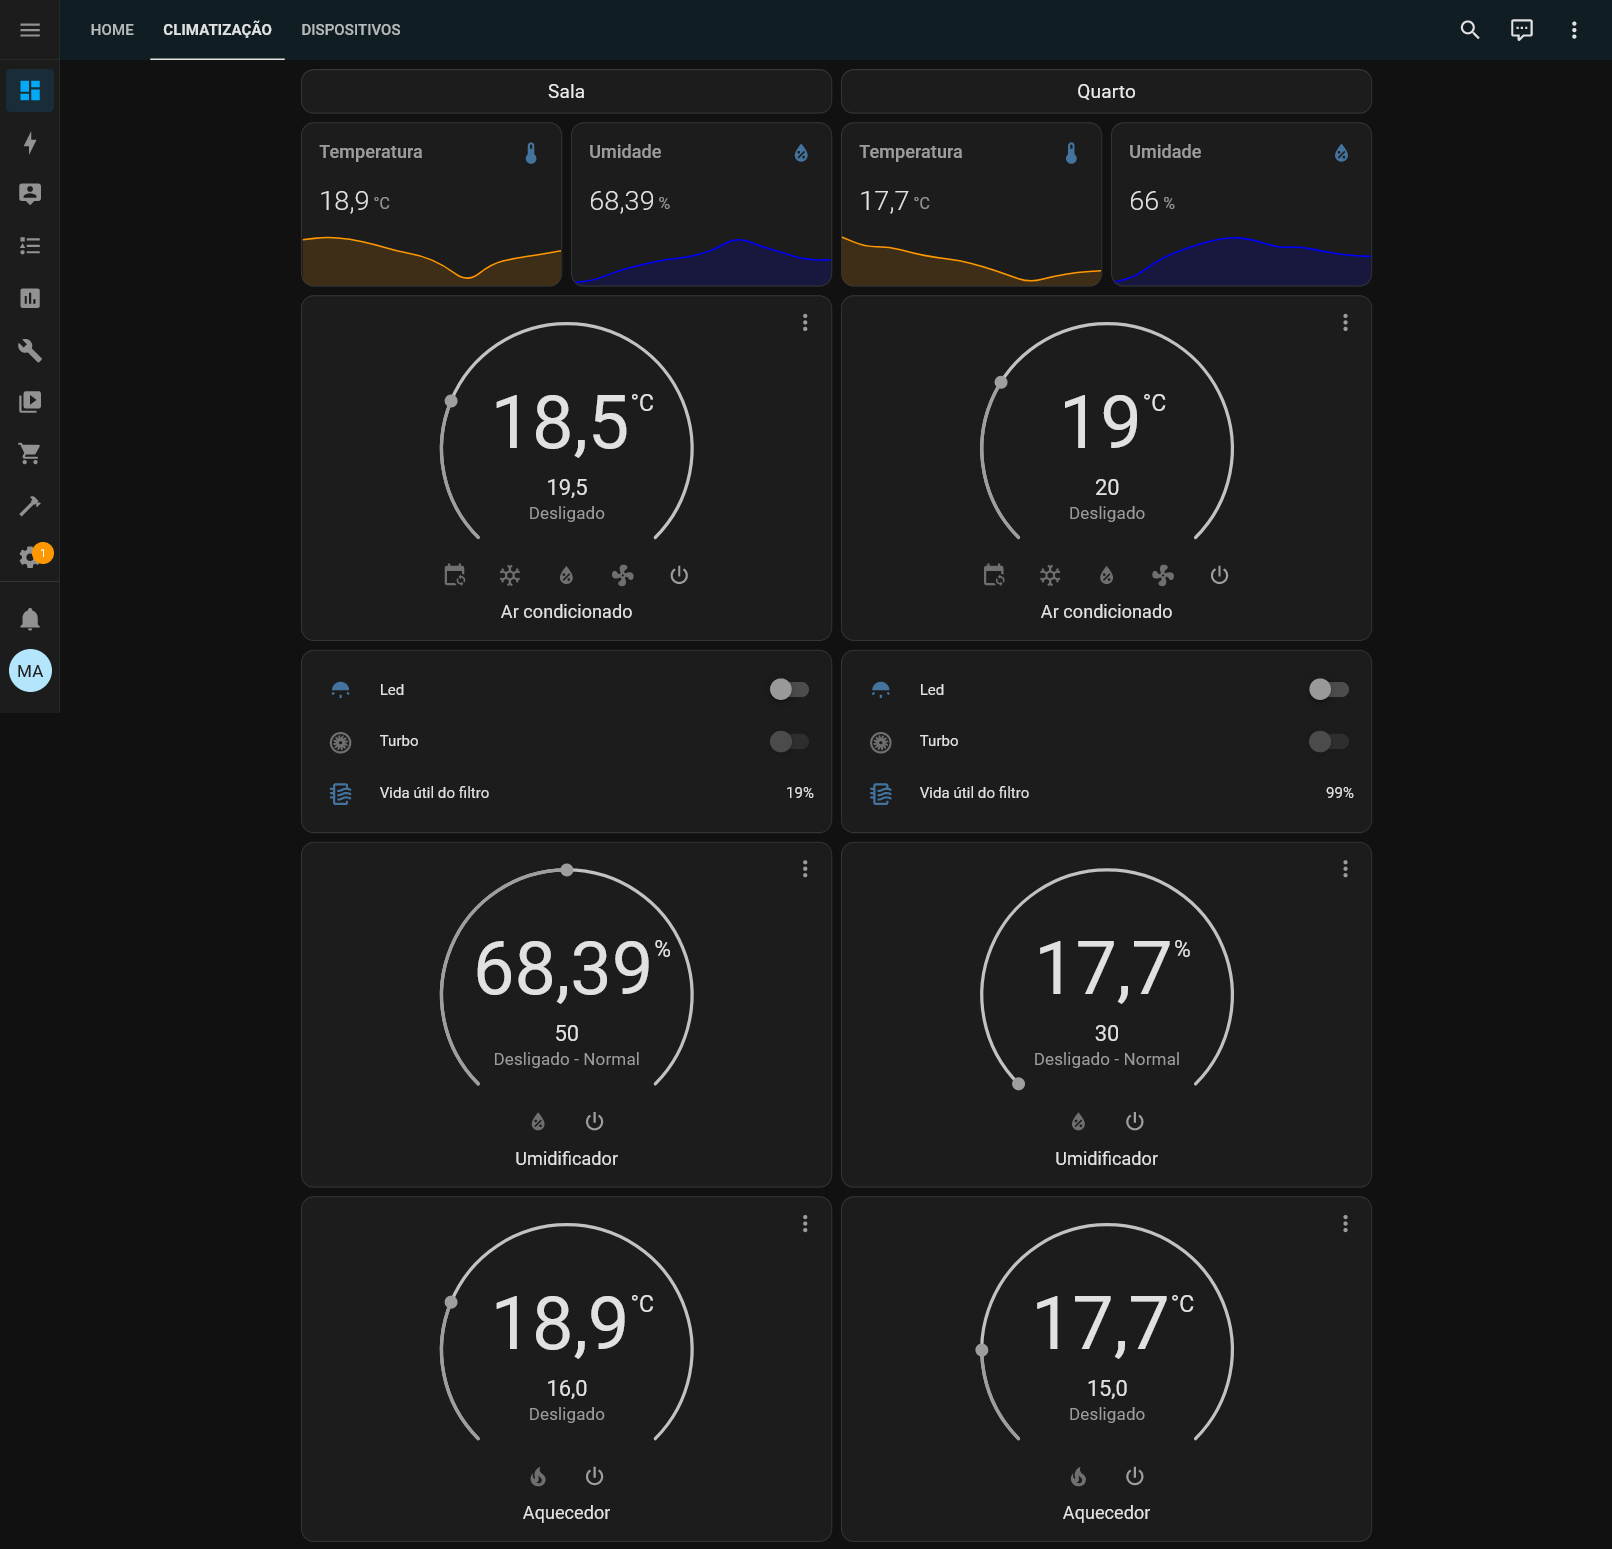 HOME CLIMATIZAÇÃO DISPOSITIVOS
Sala
Quarto
Temperatura
18,9 °C
Umidade
68,39 %
Temperatura
17,7 °C
Umidade
66 %
18,5 °C
19,5
Desligado
Ar condicionado
19 °C
20
Desligado
Ar condicionado
1
MA
Led
Turbo
Vida útil do filtro 19%
Led
Turbo
Vida útil do filtro 99%
68,39 %
50
Desligado - Normal
Umidificador
17,7 %
30
Desligado - Normal
Umidificador
18,9 °C
16,0
Desligado
Aquecedor
17,7 °C
15,0
Desligado
Aquecedor